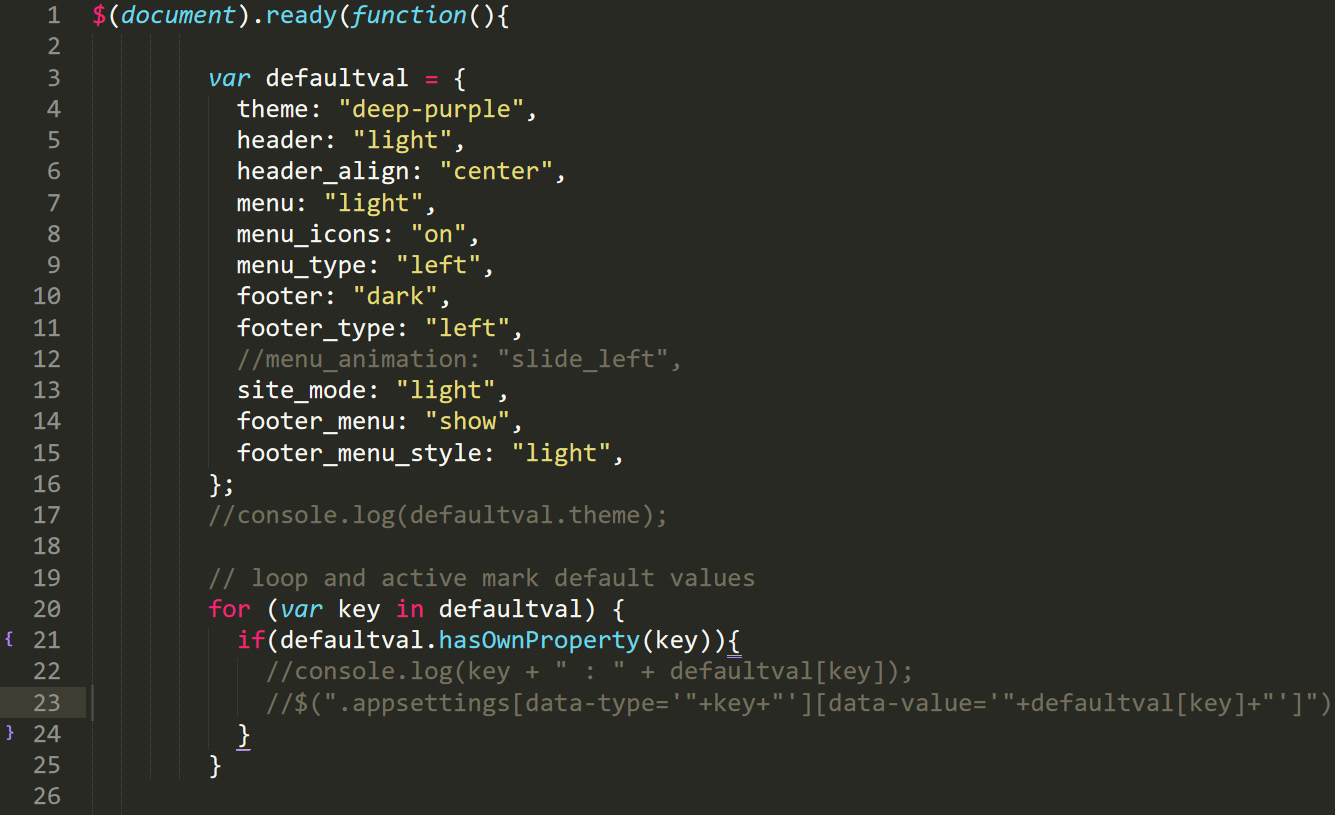 1 $(document).ready(function(){
2
3 var defaultval = {
4 theme: "deep-purple",
5 header: "light",
6 header_align: "center",
7 menu: "light",
8 menu_icons: "on",
9 menu_type: "left",
10 footer: "dark",
11 footer_type: "left",
12 //menu_animation: "slide_left",
13 site_mode: "light",
14 footer_menu: "show",
15 footer_menu_style: "light",
16 };
17 //console.log(defaultval.theme);
18
19 // loop and active mark default values
20 for (var key in defaultval) {
{ 21 if(defaultval.hasOwnProperty(key)){
22 //console.log(key + " : " + defaultval[key]);
23 //$(".appsettings[data-type='"+key+"'][data-value='"+defaultval[key]+"']")
} 24 }
25 }
26